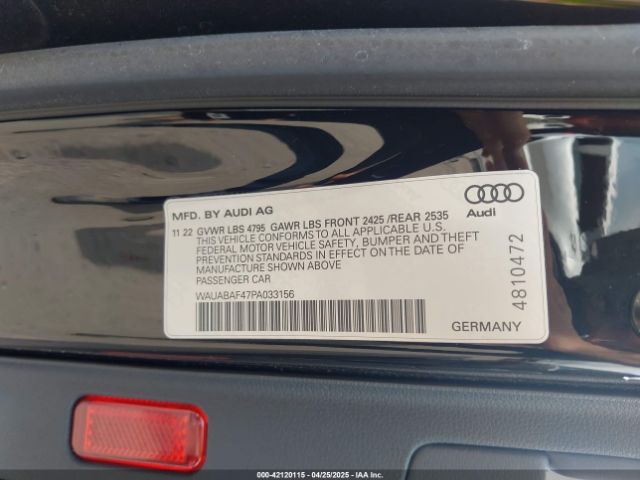 MFD. BY AUDI AG
11 22 GVWR LBS 4795 GAWR LBS FRONT 2425 /REAR 2535
THIS VEHICLE CONFORMS TO ALL APPLICABLE U.S.
FEDERAL MOTOR VEHICLE SAFETY, BUMPER AND THEFT
PREVENTION STANDARDS IN EFFECT ON THE DATE OF
MANUFACTURE SHOWN ABOVE
PASSENGER CAR
WAUABAF47PA033156
Audi
4810472
GERMANY
000-42120115 - 04/25/2025 - IAAI.com